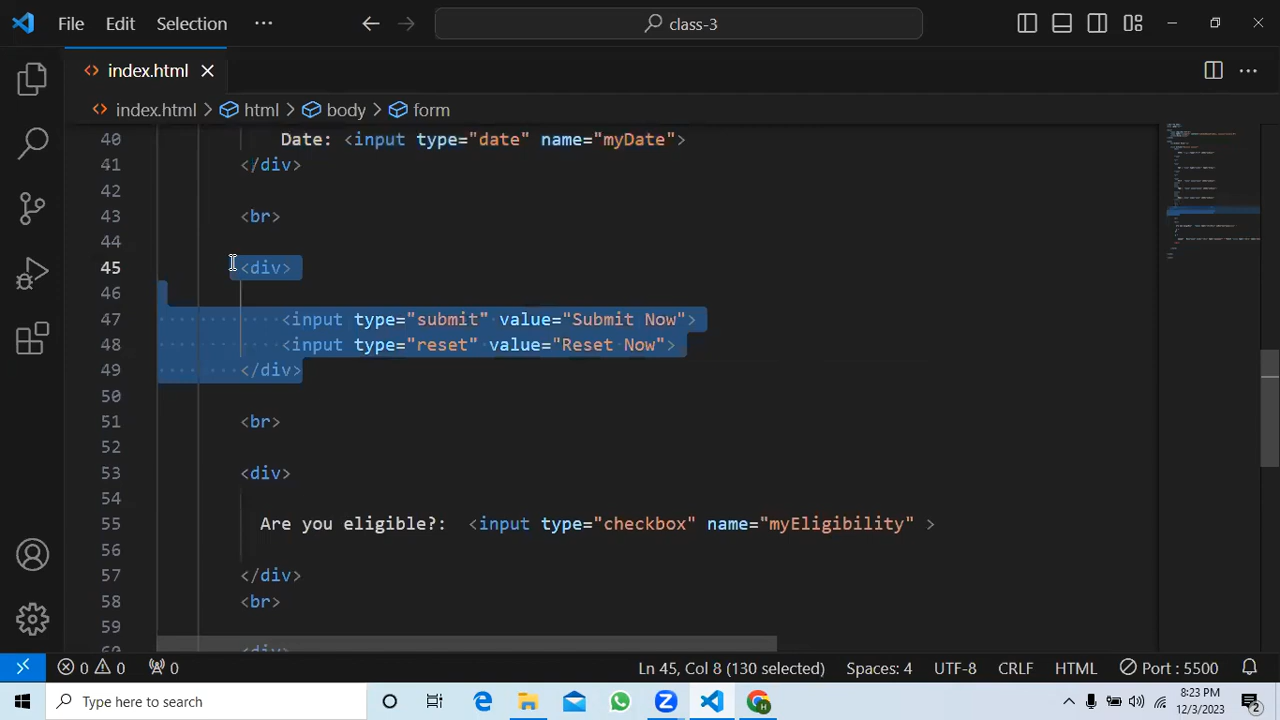 File Edit Selection ··· class-3
index.html
index.html > html > body > form
40 Date: <input type="date" name="myDate">
41 </div>
42
43 <br>
44
45 <div>
46
47 <input type="submit" value="Submit Now">
48 <input type="reset" value="Reset Now">
49 </div>
50
51 <br>
52
53 <div>
54
55 Are you eligible?: <input type="checkbox" name="myEligibility" >
56
57 </div>
58 <br>
59
60 <div>
0 0 0 Ln 45, Col 8 (130 selected) Spaces: 4 UTF-8 CRLF HTML Port : 5500
Type here to search
8:23 PM
12/3/2023
2